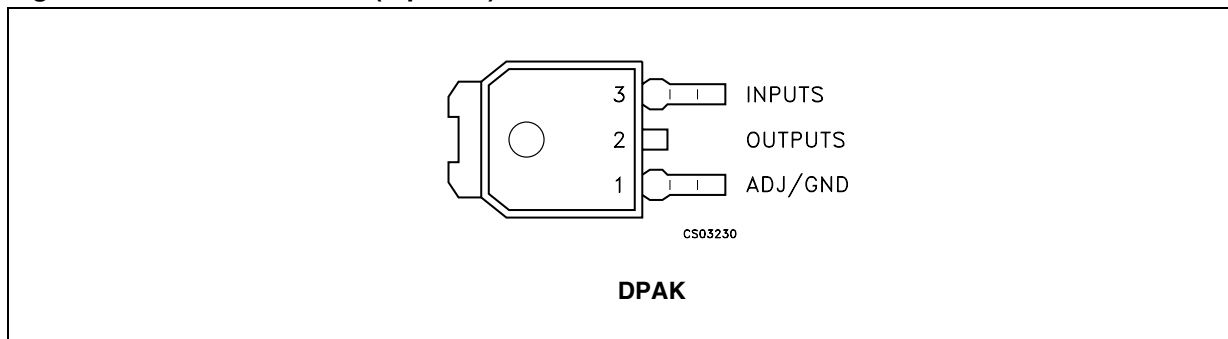 3 INPUTS
2 OUTPUTS
1 ADJ/GND
CS03230
DPAK